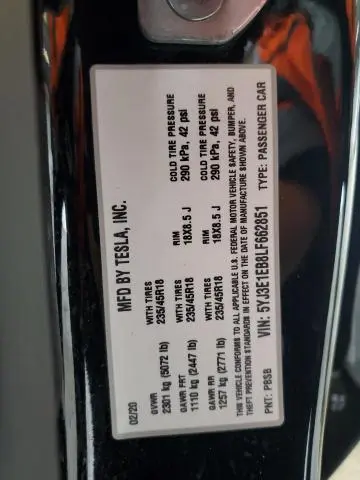 MFD BY TESLA, INC.
02/20
GVWR WITH TIRES RIM COLD TIRE PRESSURE
2301 kg (5072 lb) 235/45R18 18X8.5 J 290 kPa, 42 psi
GAWR FRT WITH TIRES RIM COLD TIRE PRESSURE
1110 kg (2447 lb) 235/45R18 18X8.5 J 290 kPa, 42 psi
GAWR RR WITH TIRES
1257 kg (2771 lb) 235/45R18
THIS VEHICLE CONFORMS TO ALL APPLICABLE U.S. FEDERAL MOTOR VEHICLE SAFETY, BUMPER, AND
THEFT PREVENTION STANDARDS IN EFFECT ON THE DATE OF MANUFACTURE SHOWN ABOVE.
VIN: 5YJ3E1EB8LF662851
PNT: PBSB TYPE: PASSENGER CAR